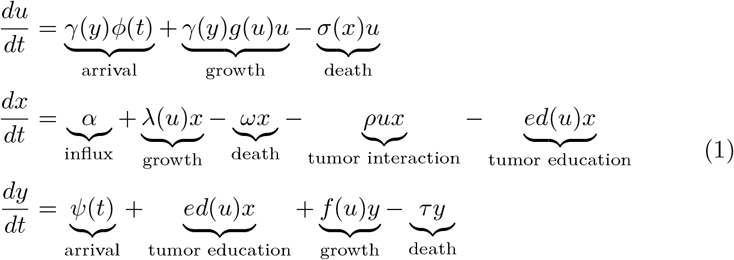 du/dt = γ(y)φ(t) + γ(y)g(u)u − σ(x)u
arrival growth death
dx/dt = α + λ(u)x − ωx − ρux − ed(u)x
influx growth death tumor interaction tumor education
(1)
dy/dt = ψ(t) + ed(u)x + f(u)y − τy
arrival tumor education growth death